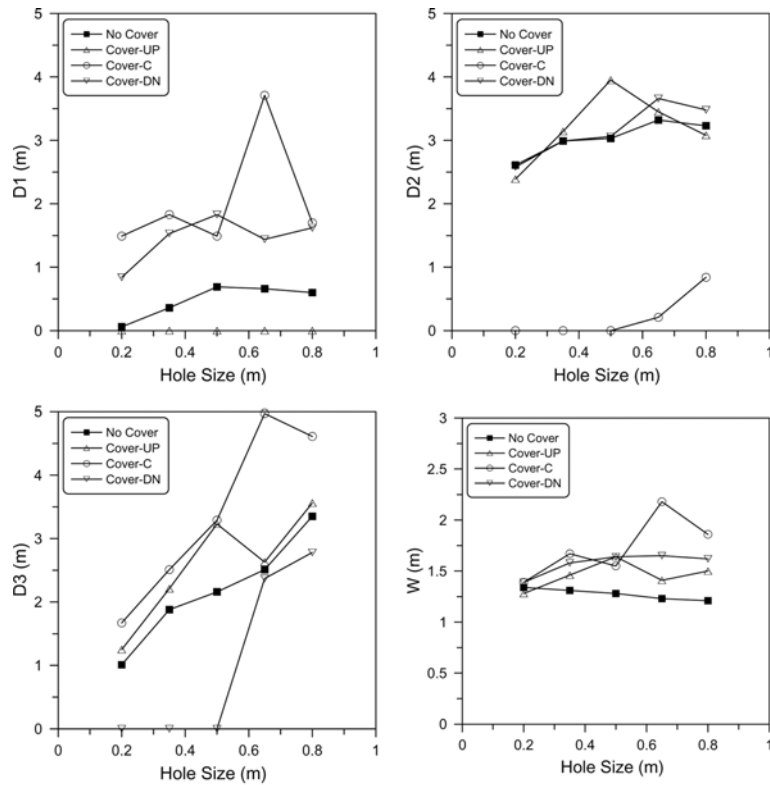 5
4
3
2
1
0
D1 (m)
No Cover
Cover-UP
Cover-C
Cover-DN
0
0.2
0.4
0.6
0.8
1
Hole Size (m)
5
4
3
2
1
0
D2 (m)
No Cover
Cover-UP
Cover-C
Cover-DN
0
0.2
0.4
0.6
0.8
1
Hole Size (m)
5
4
3
2
1
0
D3 (m)
No Cover
Cover-UP
Cover-C
Cover-DN
0
0.2
0.4
0.6
0.8
1
Hole Size (m)
3
2.5
2
1.5
1
0.5
0
W (m)
No Cover
Cover-UP
Cover-C
Cover-DN
0
0.2
0.4
0.6
0.8
1
Hole Size (m)